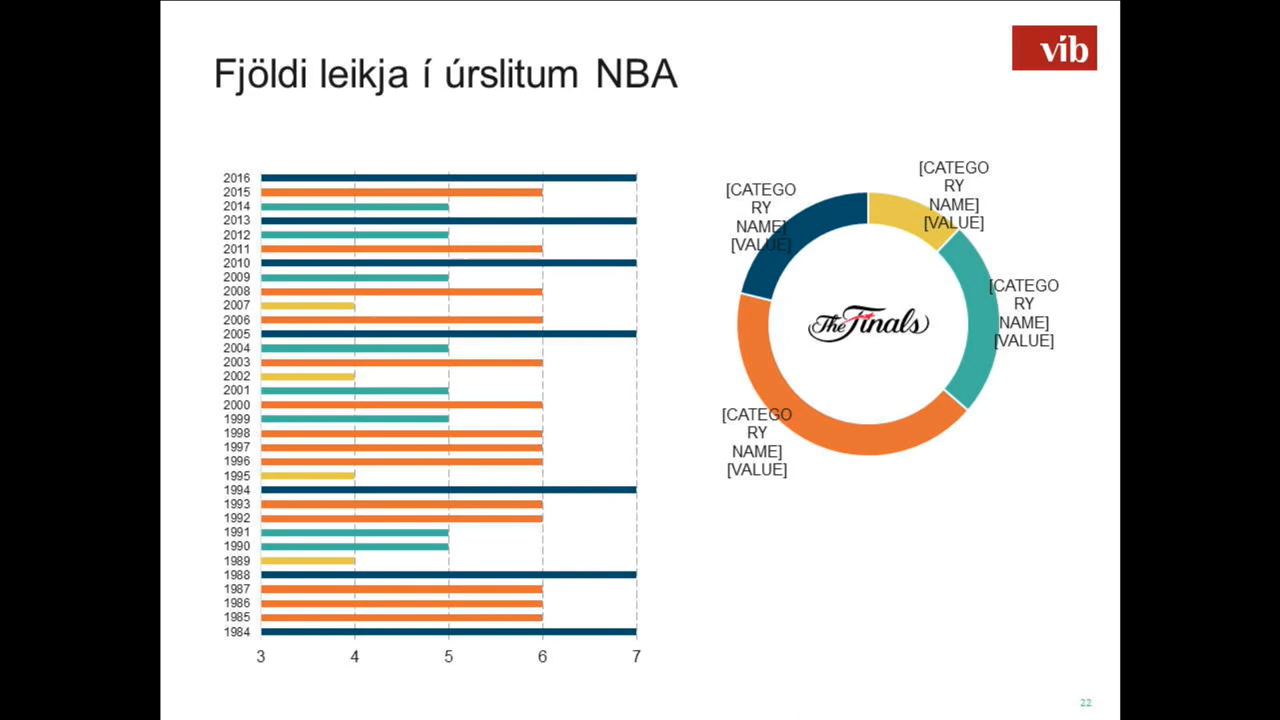 víb
Fjöldi leikja í úrslitum NBA
2016
2015
2014
2013
2012
2011
2010
2009
2008
2007
2006
2005
2004
2003
2002
2001
2000
1999
1998
1997
1996
1995
1994
1993
1992
1991
1990
1989
1988
1987
1986
1985
1984
3 4 5 6 7
[CATEGO
RY
NAME]
[VALUE]
[CATEGO
RY
NAME]
[VALUE]
[CATEGO
RY
NAME]
[VALUE]
[CATEGO
RY
NAME]
[VALUE]
The Finals
22